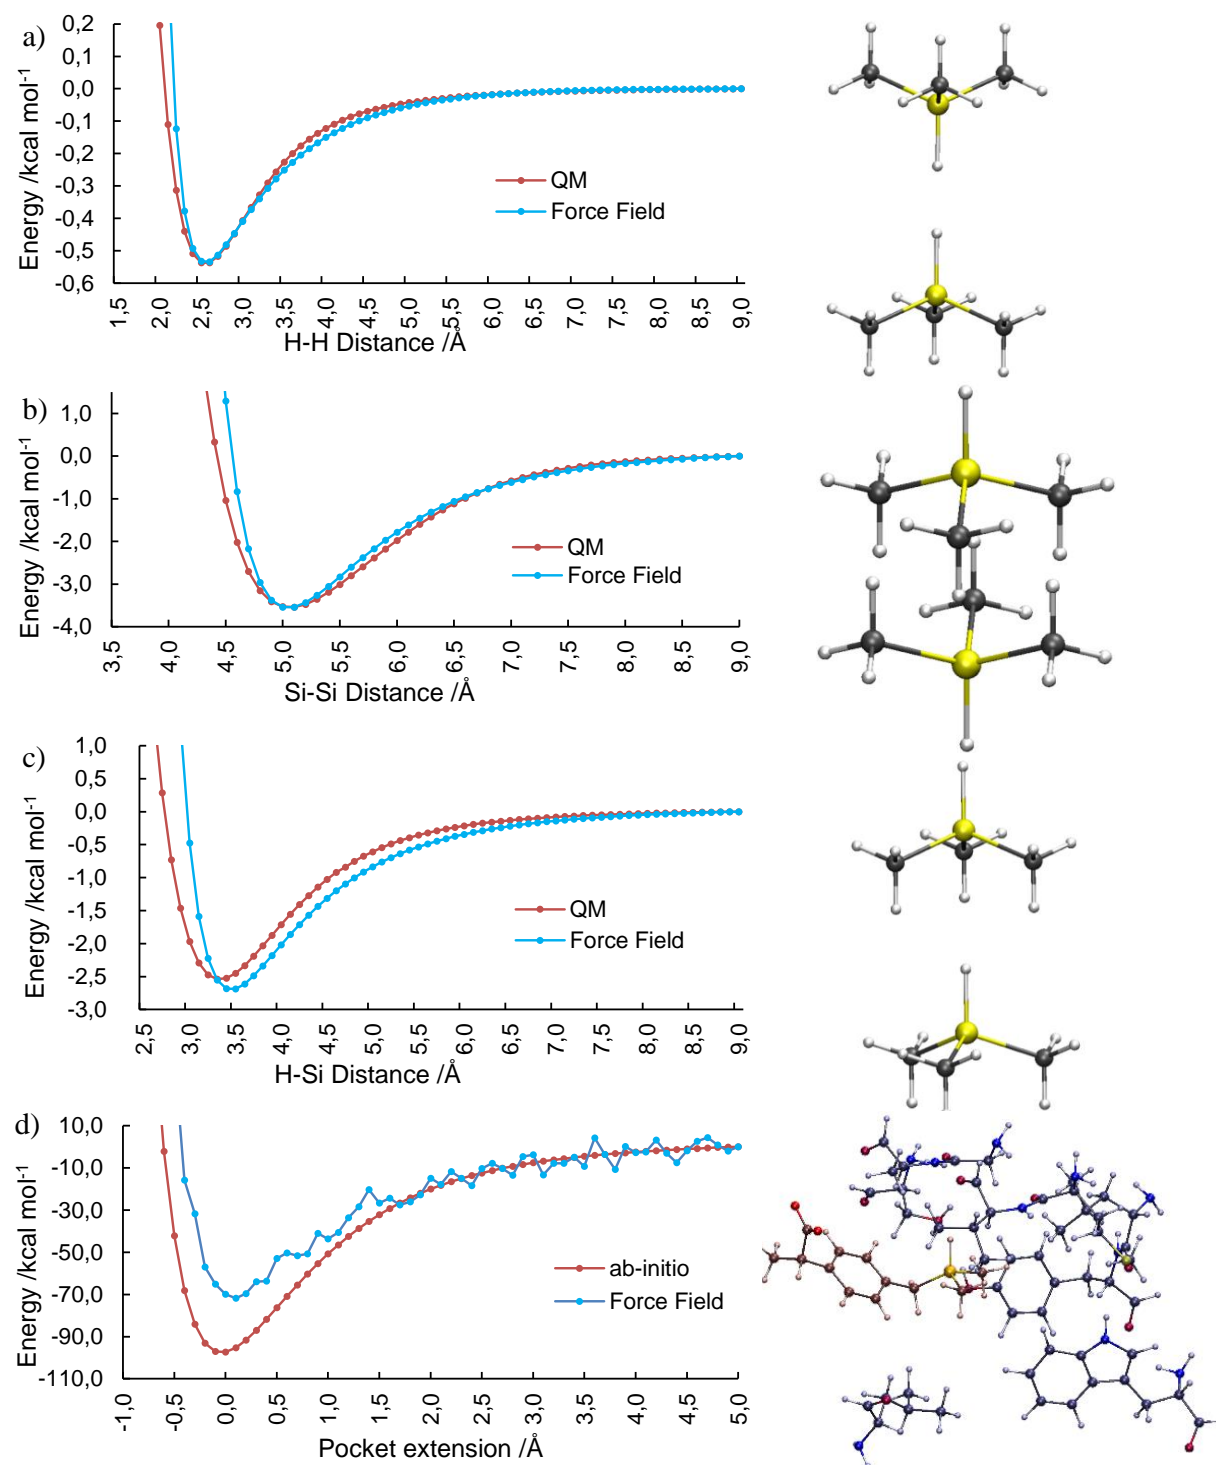 a)
0,2
0,1
0,0
-0,1
-0,2
-0,3
-0,4
-0,5
-0,6
Energy /kcal mol-1
QM
Force Field
1,5 2,0 2,5 3,0 3,5 4,0 4,5 5,0 5,5 6,0 6,5 7,0 7,5 8,0 8,5 9,0
H-H Distance /Å
b)
1,0
0,0
-1,0
-2,0
-3,0
-4,0
Energy /kcal mol-1
QM
Force Field
3,5 4,0 4,5 5,0 5,5 6,0 6,5 7,0 7,5 8,0 8,5 9,0
Si-Si Distance /Å
c)
1,0
0,5
0,0
-0,5
-1,0
-1,5
-2,0
-2,5
-3,0
Energy /kcal mol-1
QM
Force Field
2,5 3,0 3,5 4,0 4,5 5,0 5,5 6,0 6,5 7,0 7,5 8,0 8,5 9,0
H-Si Distance /Å
d)
10,0
-10,0
-30,0
-50,0
-70,0
-90,0
-110,0
Energy /kcal mol-1
ab-initio
Force Field
-1,0 -0,5 0,0 0,5 1,0 1,5 2,0 2,5 3,0 3,5 4,0 4,5 5,0
Pocket extension /Å